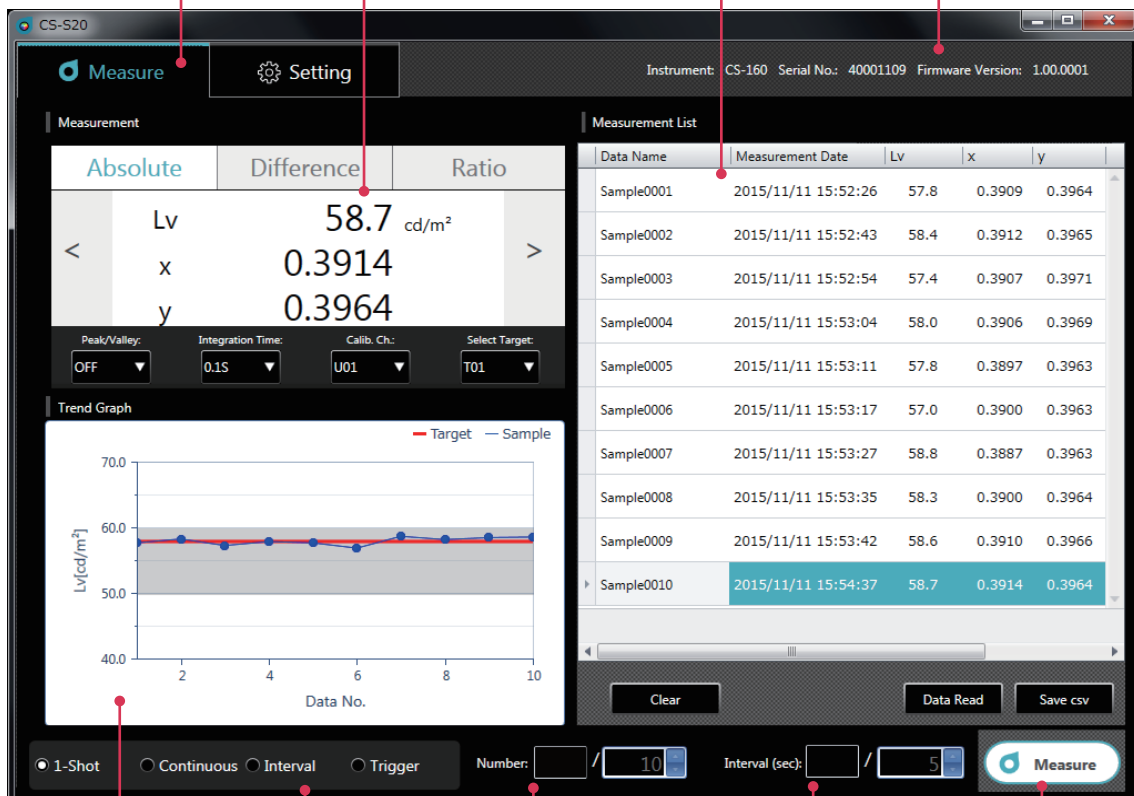 CS-S20
Measure
Setting
Instrument: CS-160 Serial No.: 40001109 Firmware Version: 1.00.0001
Measurement
Absolute Difference Ratio
< >
Lv 58.7 cd/m²
x 0.3914
y 0.3964
Peak/Valley: Integration Time: Calib. Ch.: Select Target:
OFF 0.1S U01 T01
Trend Graph
Target Sample
70.0
60.0
50.0
40.0
Lv[cd/m²]
2 4 6 8 10
Data No.
Measurement List
Data Name Measurement Date Lv x y
Sample0001 2015/11/11 15:52:26 57.8 0.3909 0.3964
Sample0002 2015/11/11 15:52:43 58.4 0.3912 0.3965
Sample0003 2015/11/11 15:52:54 57.4 0.3907 0.3971
Sample0004 2015/11/11 15:53:04 58.0 0.3906 0.3969
Sample0005 2015/11/11 15:53:11 57.8 0.3897 0.3963
Sample0006 2015/11/11 15:53:17 57.0 0.3900 0.3963
Sample0007 2015/11/11 15:53:27 58.8 0.3887 0.3963
Sample0008 2015/11/11 15:53:35 58.3 0.3900 0.3964
Sample0009 2015/11/11 15:53:42 58.6 0.3910 0.3966
Sample0010 2015/11/11 15:54:37 58.7 0.3914 0.3964
Clear Data Read Save csv
1-Shot Continuous Interval Trigger Number: / 10 Interval (sec): / 5 Measure